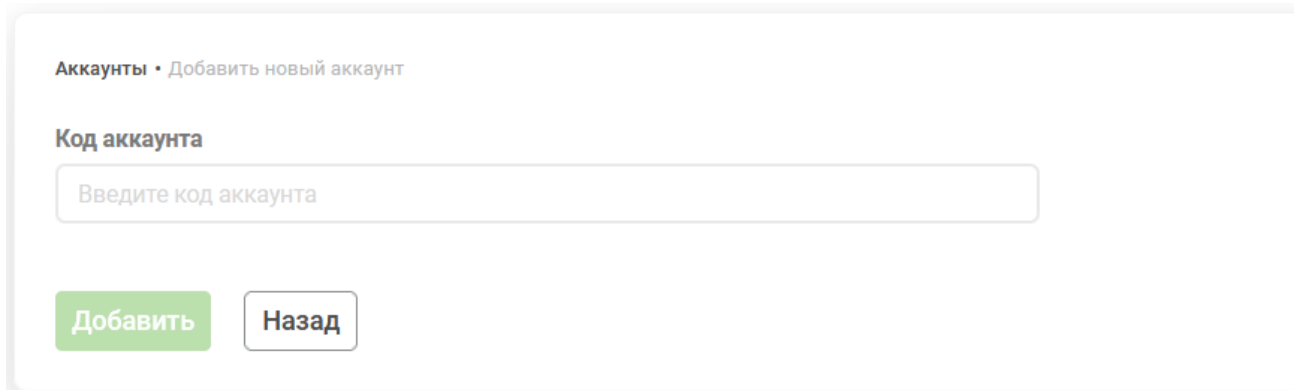 Аккаунты • Добавить новый аккаунт
Код аккаунта
Введите код аккаунта
Добавить Назад